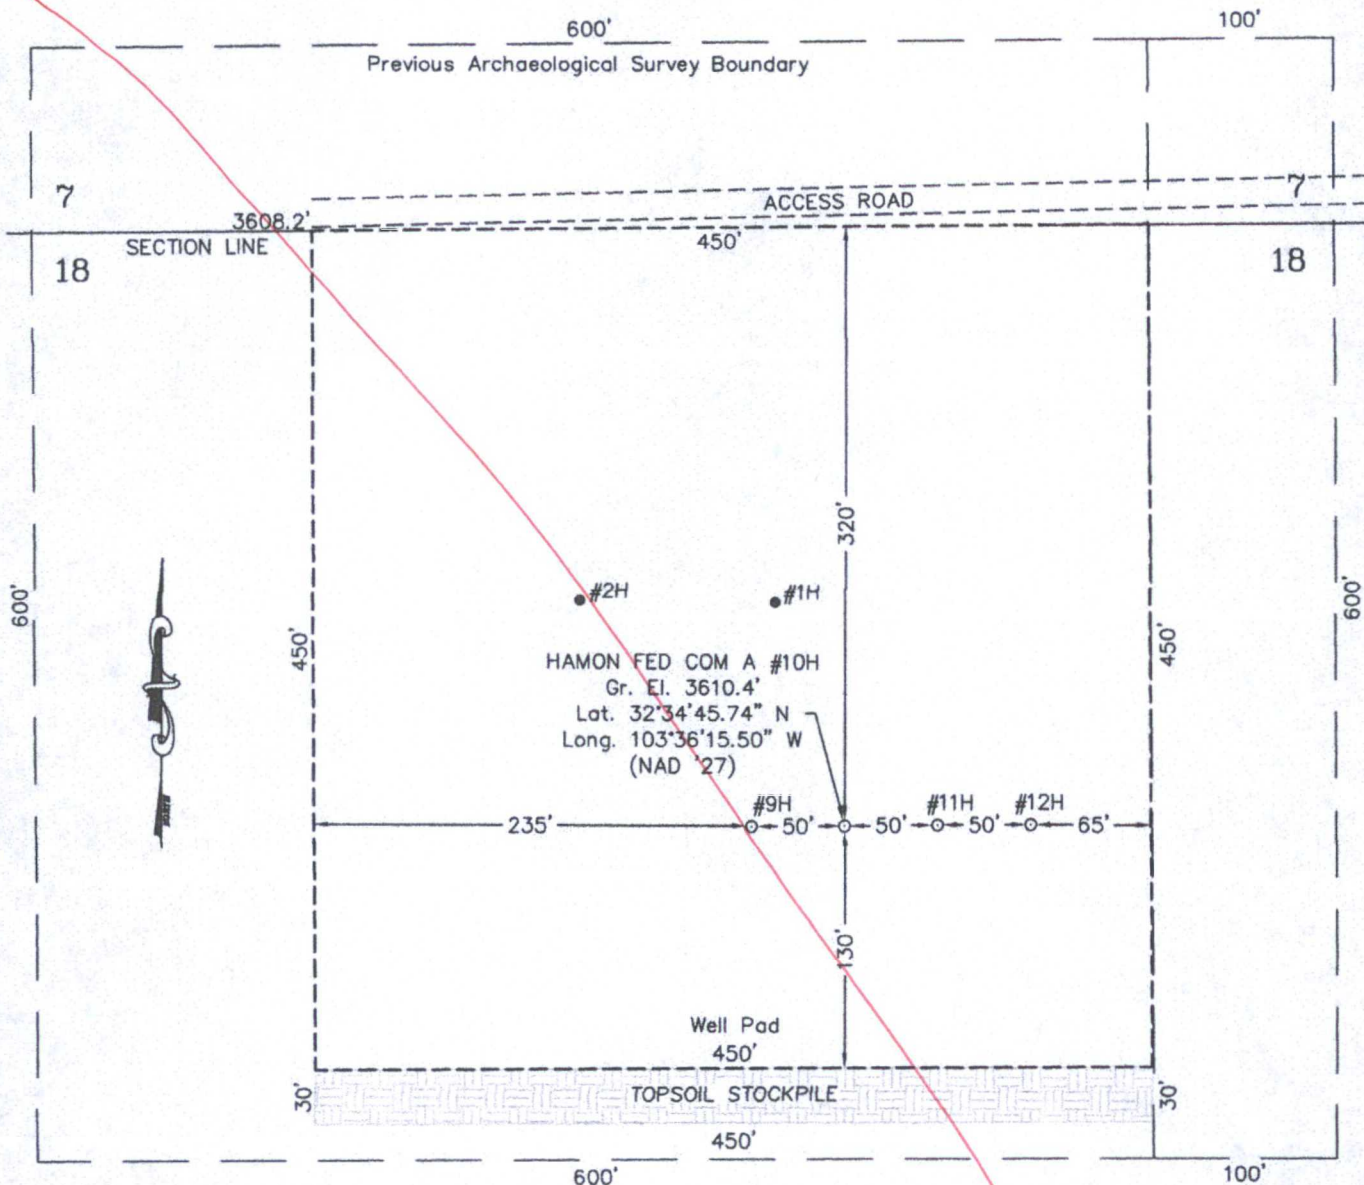 600'
100'
Previous Archaeological Survey Boundary
7
7
ACCESS ROAD
3608.2'
SECTION LINE
450'
18
18
320'
600'
600'
#2H
#1H
450'
450'
HAMON FED COM A #10H
Gr. El. 3610.4'
Lat. 32°34'45.74" N
Long. 103°36'15.50" W
(NAD '27)
#9H
#11H
#12H
235'
50'
50'
50'
65'
130'
Well Pad
450'
30'
TOPSOIL STOCKPILE
30'
450'
600'
100'